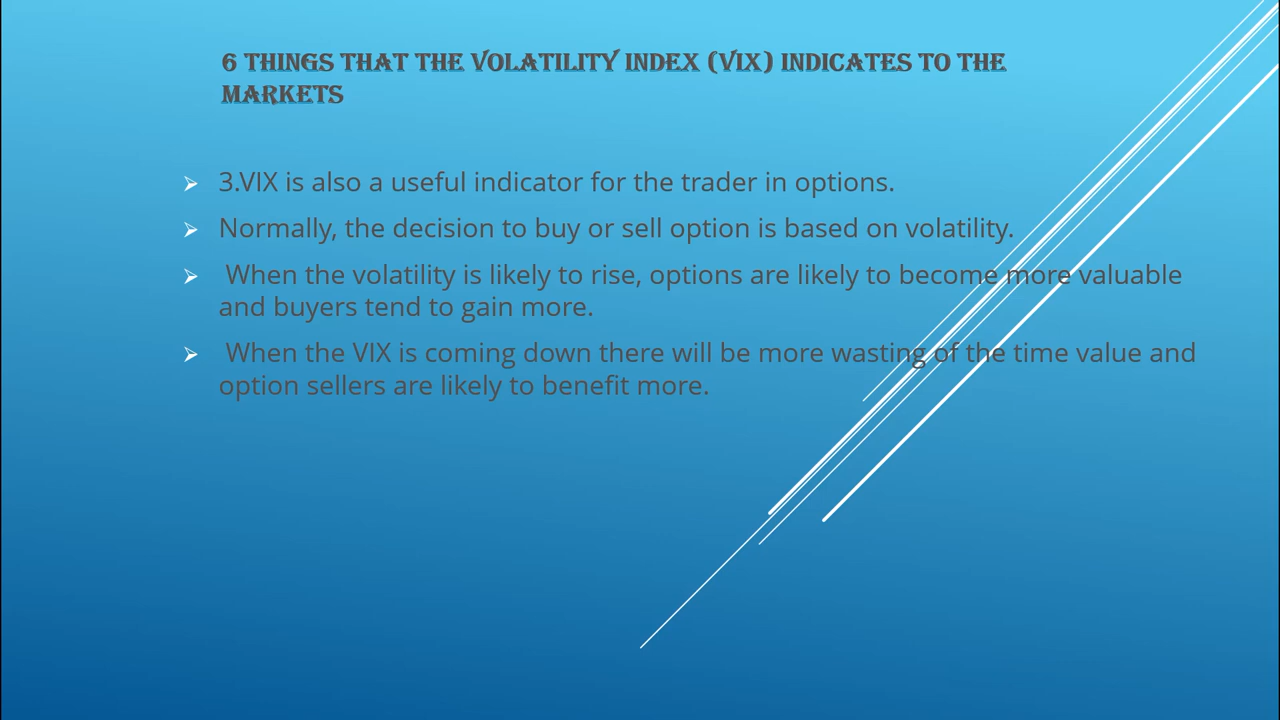 6 THINGS THAT THE VOLATILITY INDEX (VIX) INDICATES TO THE
MARKETS
3.VIX is also a useful indicator for the trader in options.
Normally, the decision to buy or sell option is based on volatility.
When the volatility is likely to rise, options are likely to become more valuable
and buyers tend to gain more.
When the VIX is coming down there will be more wasting of the time value and
option sellers are likely to benefit more.